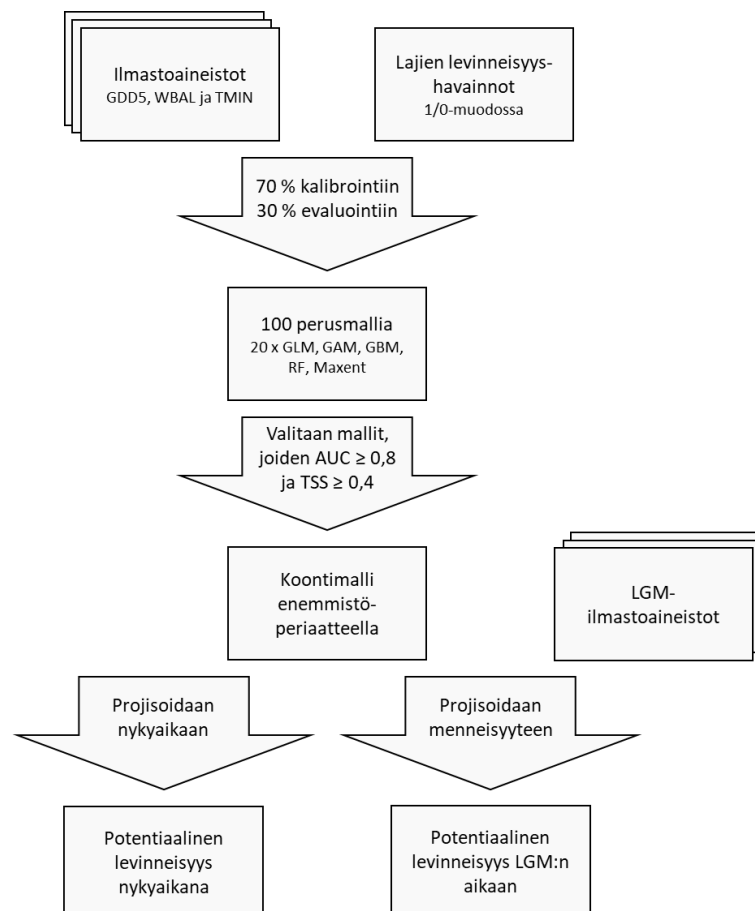 Ilmastoaineistot
GDD5, WBAL ja TMIN
Lajien levinneisyys-
havainnot
1/0-muodossa
70 % kalibrointiin
30 % evaluointiin
100 perusmallia
20 x GLM, GAM, GBM,
RF, Maxent
Valitaan mallit,
joiden AUC ≥ 0,8
ja TSS ≥ 0,4
Koontimalli
enemmistö-
periaatteella
LGM-
ilmastoaineistot
Projisoidaan
nykyaikaan
Projisoidaan
menneisyyteen
Potentiaalinen
levinneisyys
nykyaikana
Potentiaalinen
levinneisyys LGM:n
aikaan